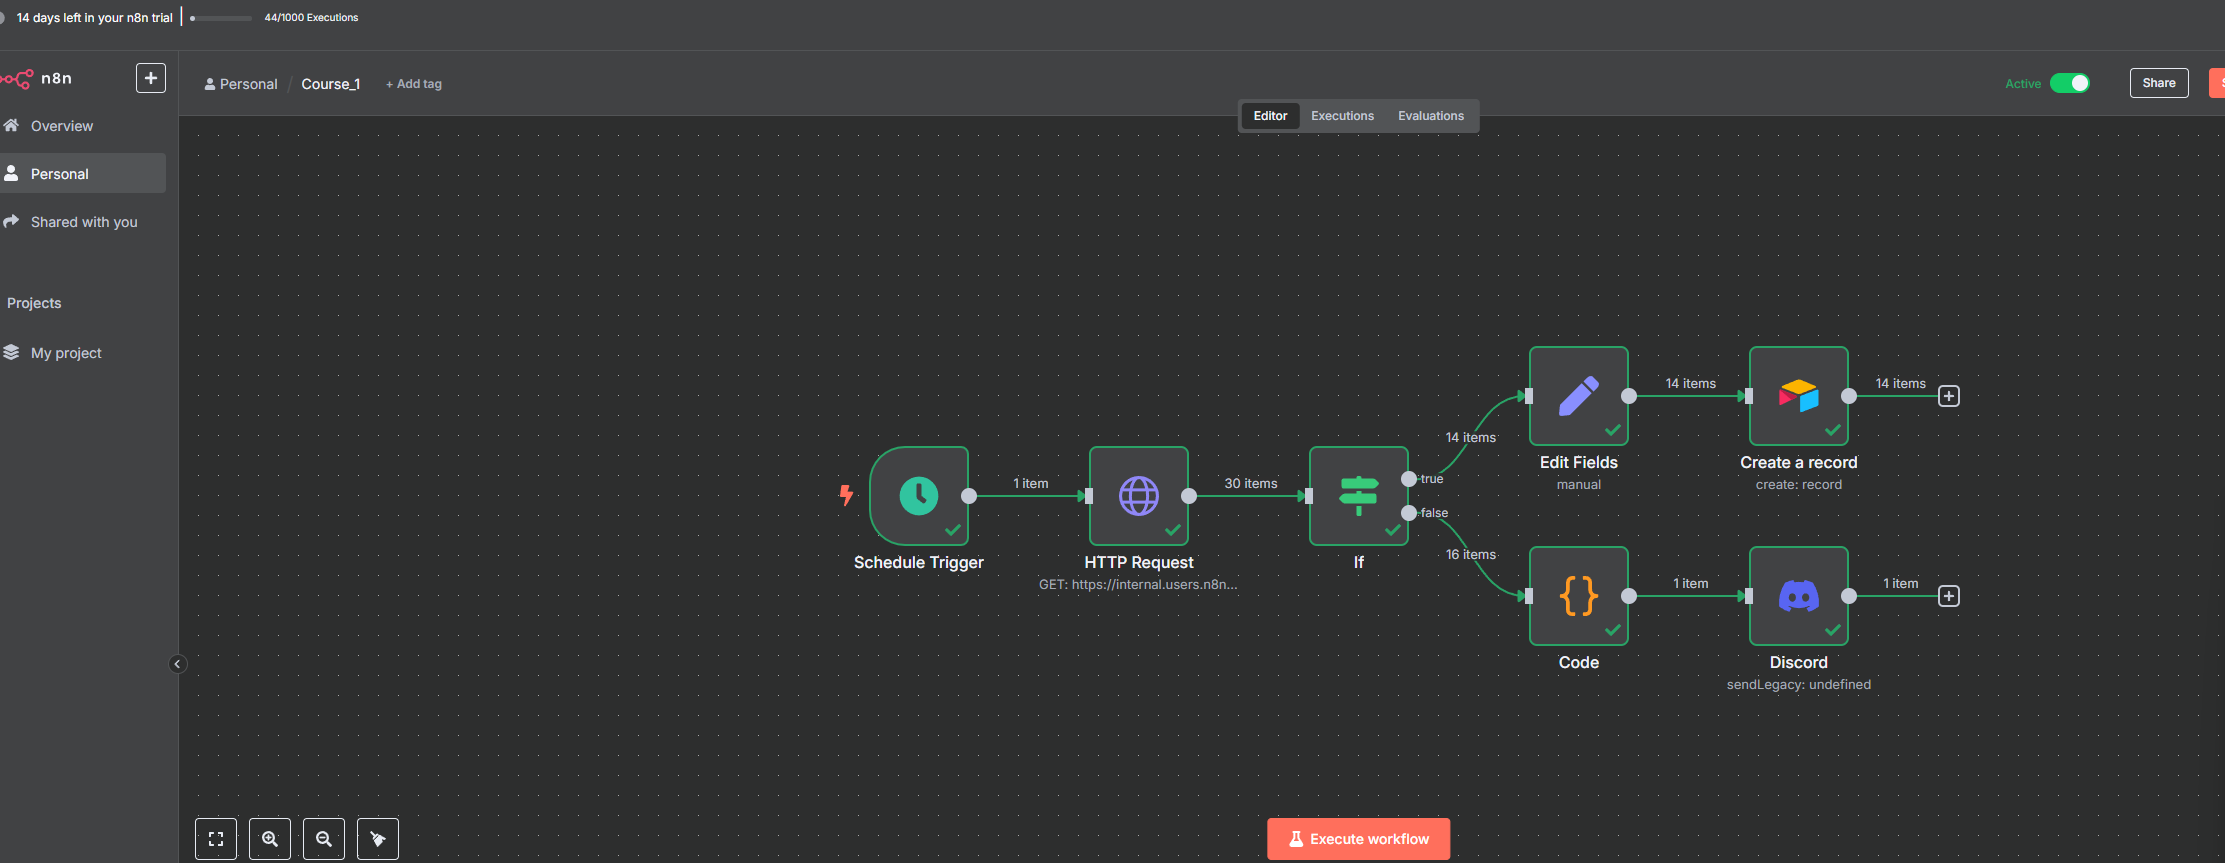 14 days left in your n8n trial
44/1000 Executions
n8n
Overview
Personal
Shared with you
Projects
My project
Personal / Course_1 + Add tag
Active
Share
Editor Executions Evaluations
Schedule Trigger
1 item
HTTP Request
GET: https://internal.users.n8n...
30 items
If
true
false
14 items
16 items
Edit Fields
manual
14 items
Create a record
create: record
14 items
Code
1 item
Discord
sendLegacy: undefined
1 item
Execute workflow